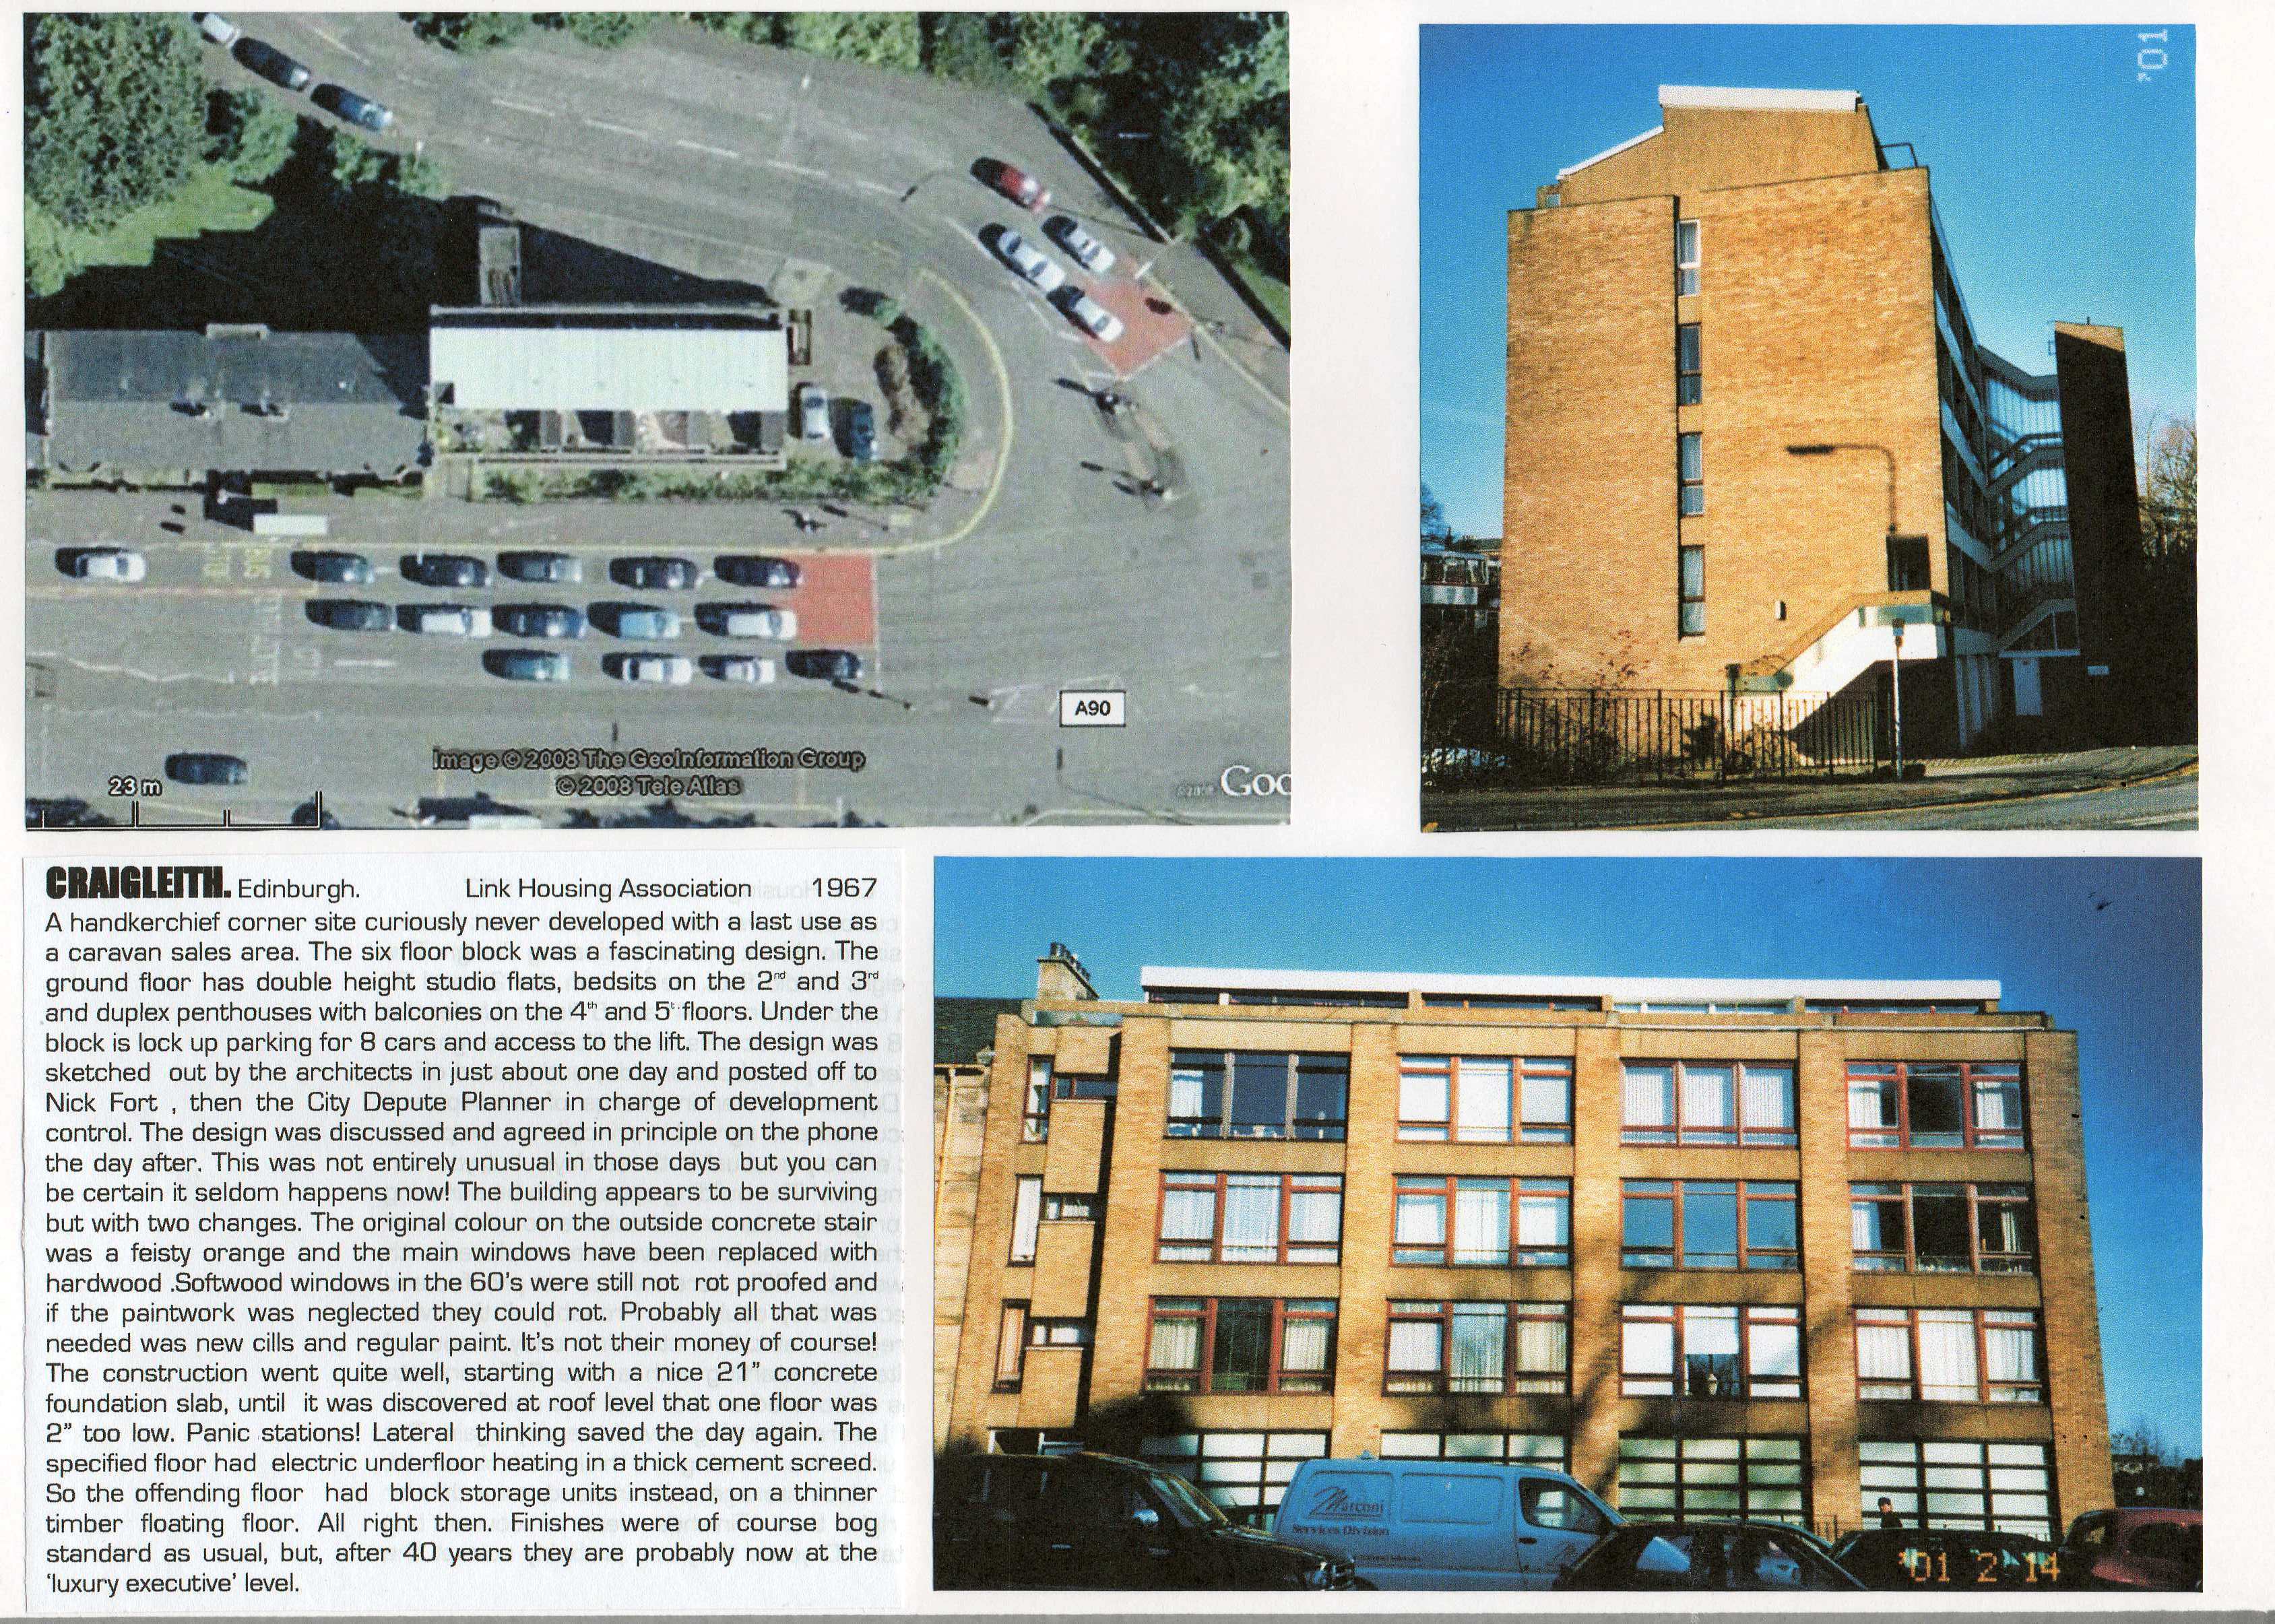 '01
BUS
STOP
A90
Image © 2008 The GeoInformation Group
© 2008 Tele Atlas
23 m
Goo
CRAIGLEITH. Edinburgh. Link Housing Association 1967
A handkerchief corner site curiously never developed with a last use as
a caravan sales area. The six floor block was a fascinating design. The
ground floor has double height studio flats, bedsits on the 2nd and 3rd
and duplex penthouses with balconies on the 4th and 5t floors. Under the
block is lock up parking for 8 cars and access to the lift. The design was
sketched out by the architects in just about one day and posted off to
Nick Fort , then the City Depute Planner in charge of development
control. The design was discussed and agreed in principle on the phone
the day after. This was not entirely unusual in those days but you can
be certain it seldom happens now! The building appears to be surviving
but with two changes. The original colour on the outside concrete stair
was a feisty orange and the main windows have been replaced with
hardwood .Softwood windows in the 60's were still not rot proofed and
if the paintwork was neglected they could rot. Probably all that was
needed was new cills and regular paint. It's not their money of course!
The construction went quite well, starting with a nice 21" concrete
foundation slab, until it was discovered at roof level that one floor was
2" too low. Panic stations! Lateral thinking saved the day again. The
specified floor had electric underfloor heating in a thick cement screed.
So the offending floor had block storage units instead, on a thinner
timber floating floor. All right then. Finishes were of course bog
standard as usual, but, after 40 years they are probably now at the
'luxury executive' level.
Marconi
Services Division
'01 2 14